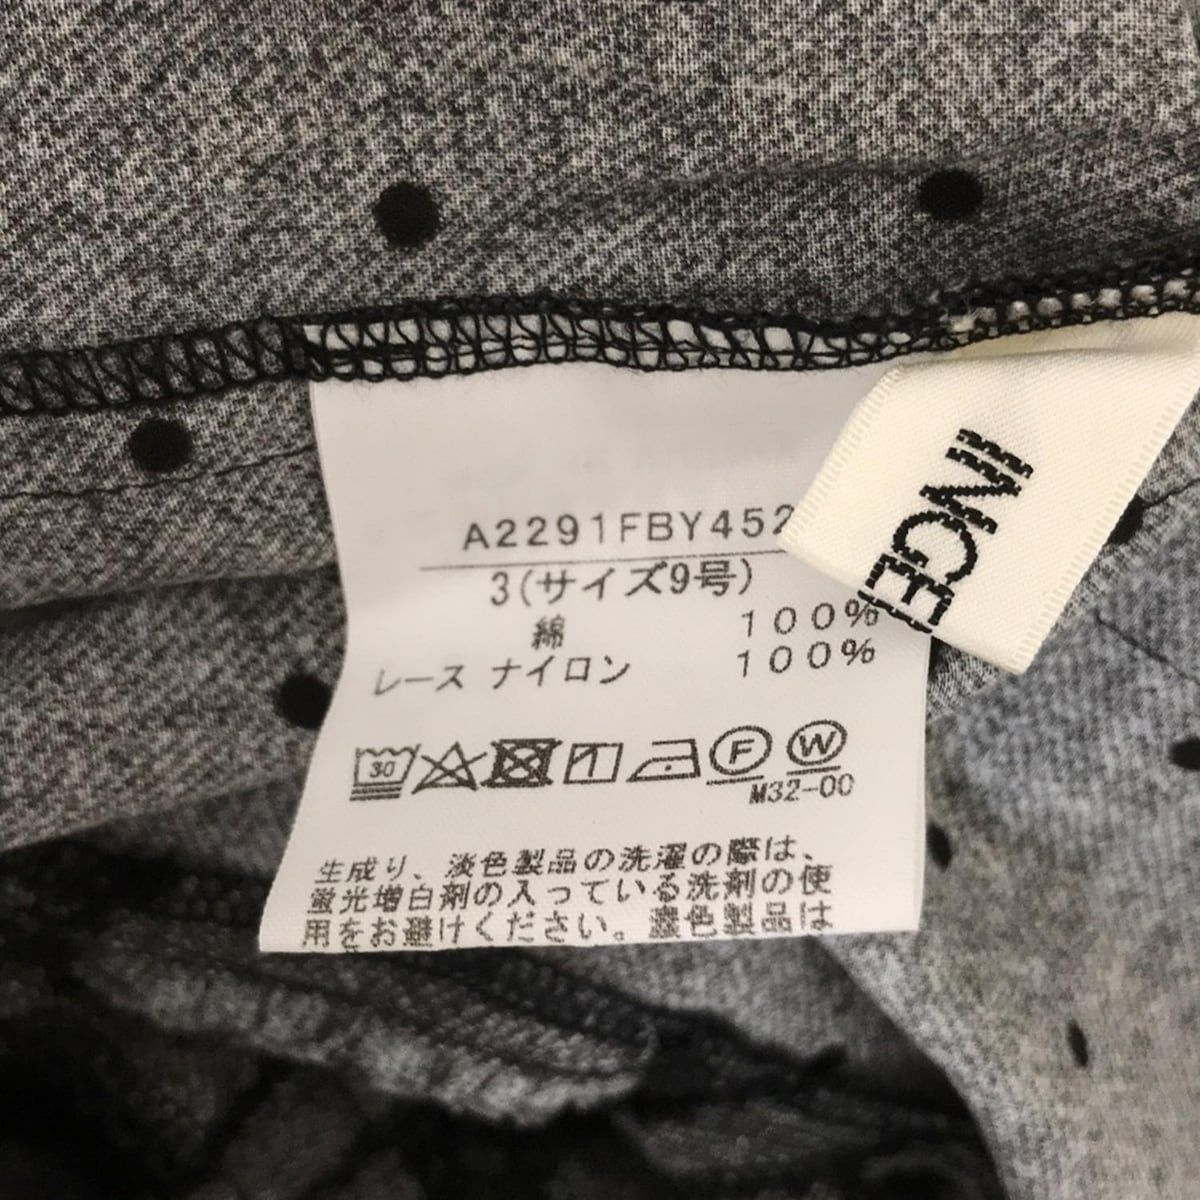 A2291FBY452
3(サイズ9号)
綿 100%
レース ナイロン 100%
30 F W
M32-00
生成り、淡色製品の洗濯の際は、
蛍光増白剤の入っている洗剤の使
用をお避けください。濃色製品は
INGE